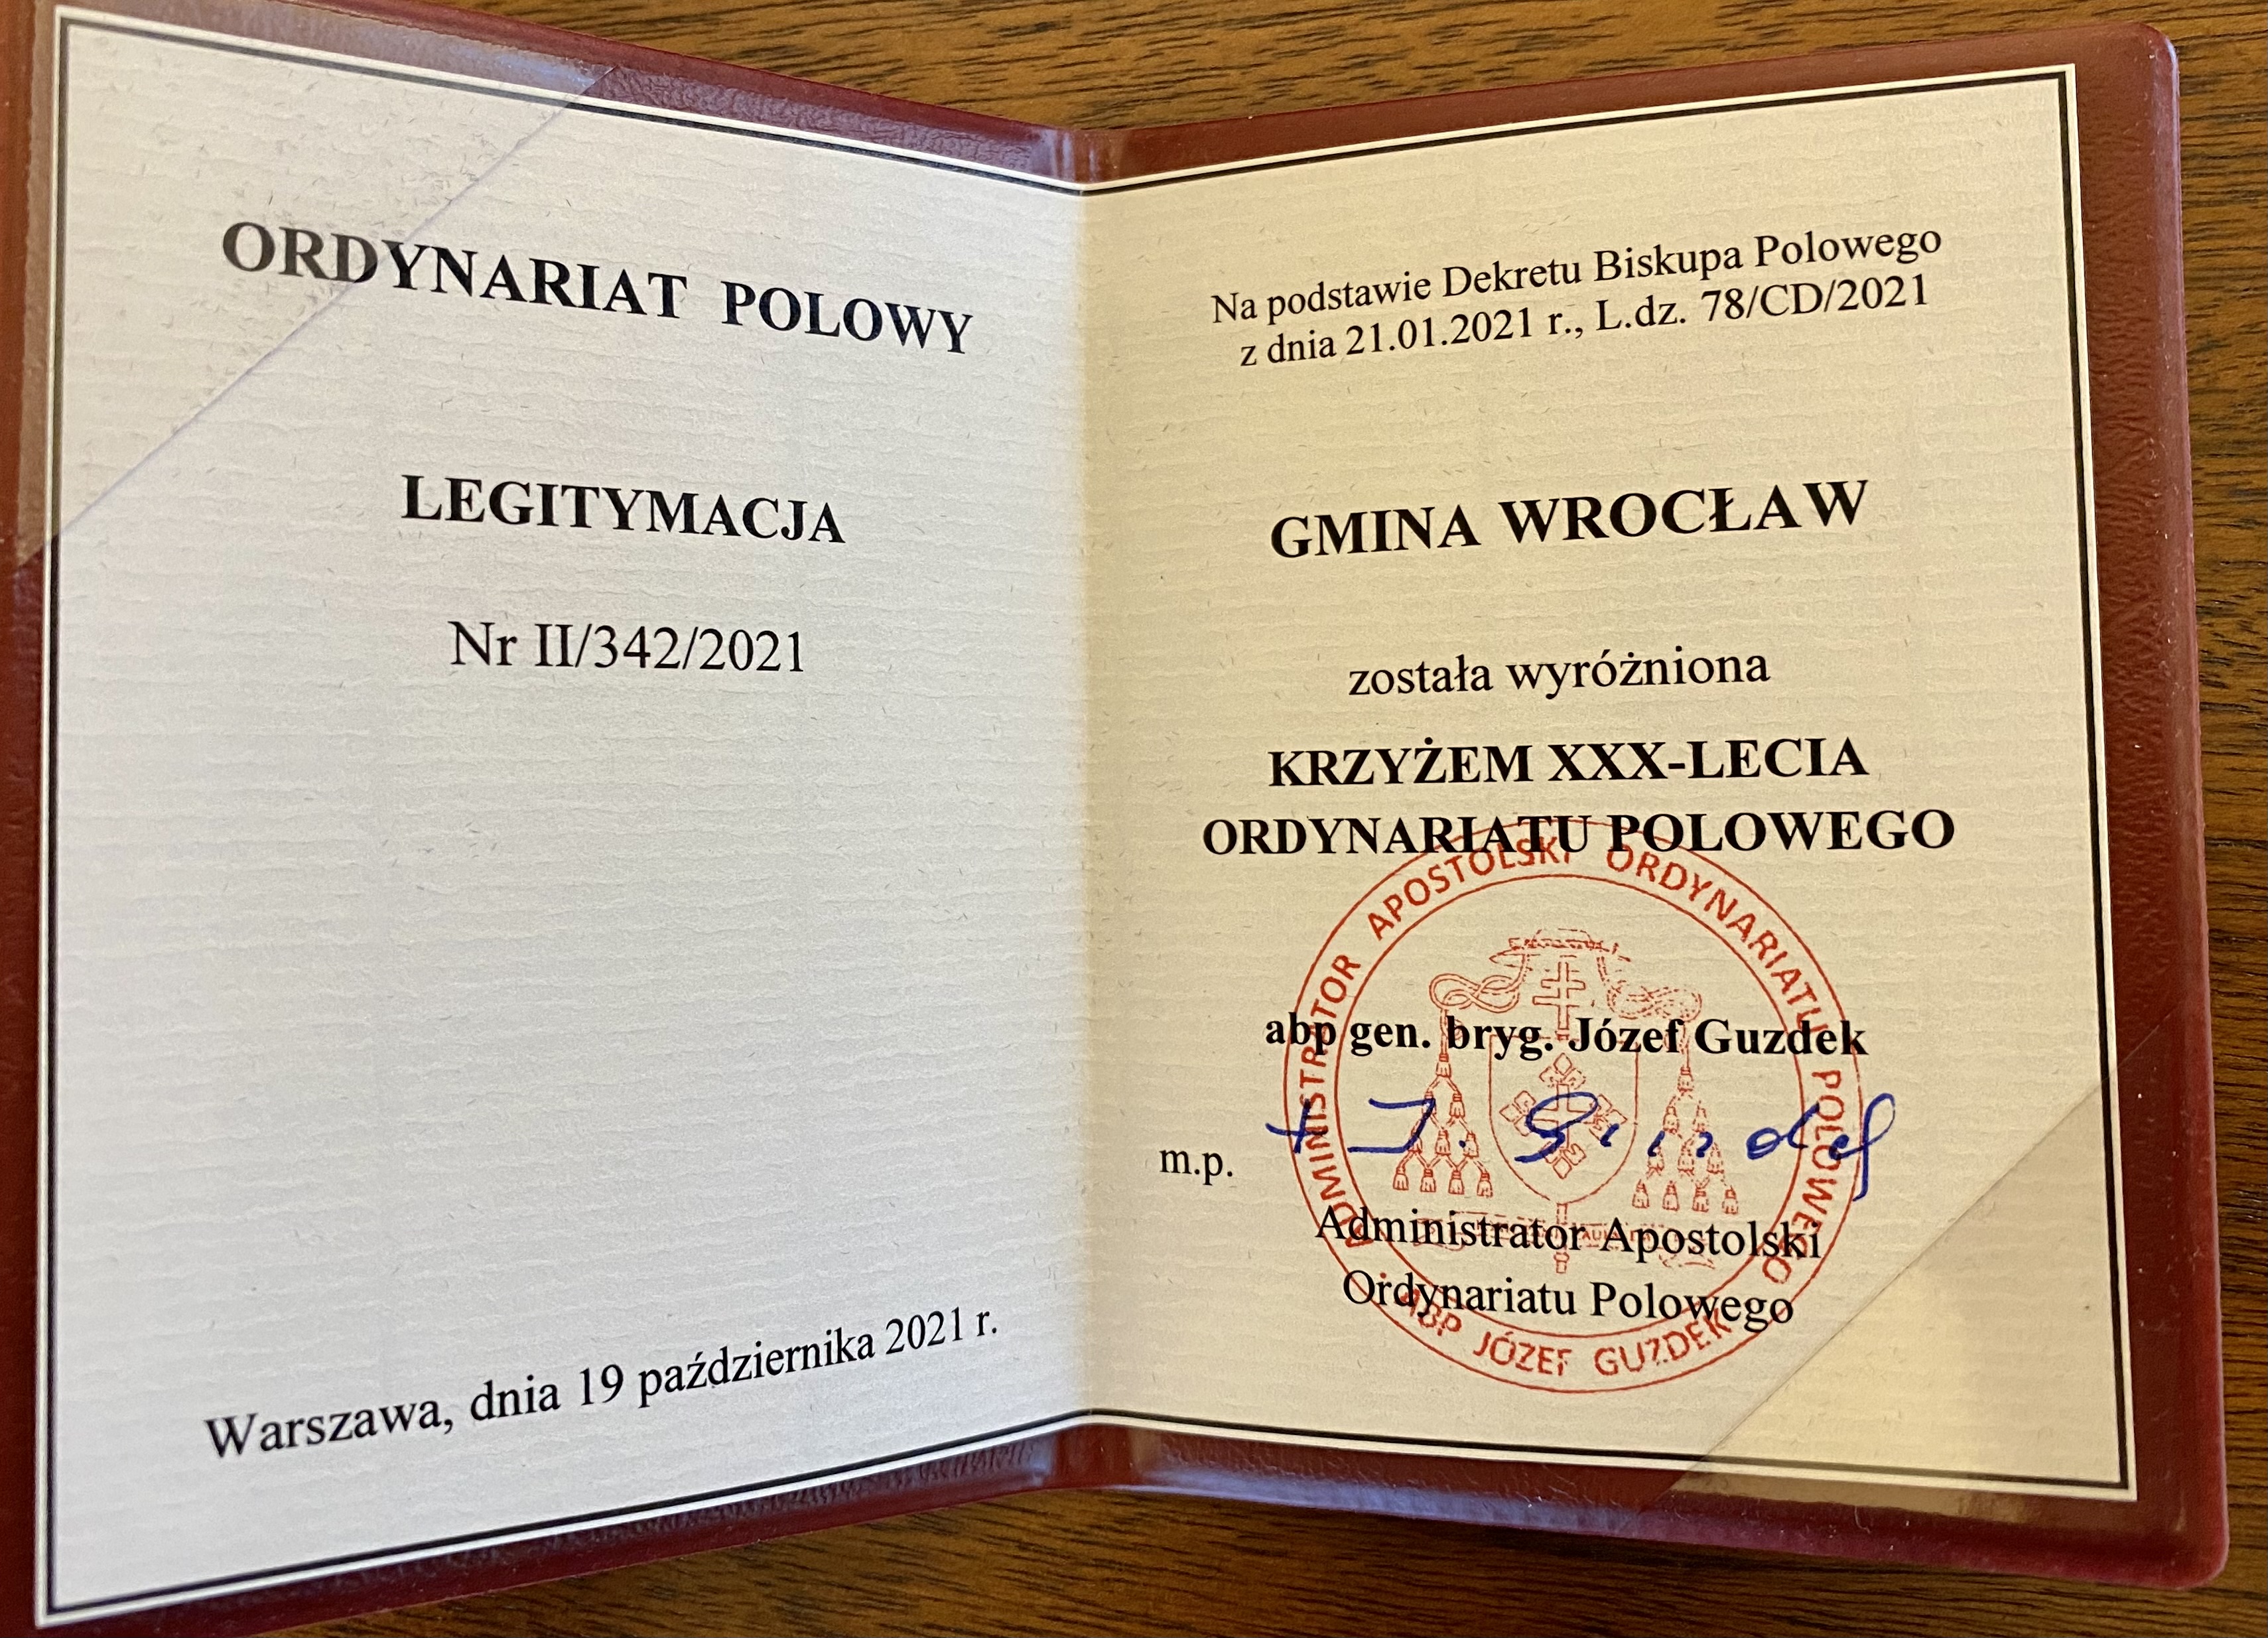 ORDYNARIAT POLOWY
LEGITYMACJA
Nr II/342/2021
Warszawa, dnia 19 października 2021 r.
Na podstawie Dekretu Biskupa Polowego
z dnia 21.01.2021 r., L.dz. 78/CD/2021
GMINA WROCŁAW
została wyróżniona
KRZYŻEM XXX-LECIA
ORDYNARIATU POLOWEGO
abp gen. bryg. Józef Guzdek
m.p.
+ J. Guzdek
Administrator Apostolski
Ordynariatu Polowego
ADMINISTRATOR APOSTOLSKI ORDYNARIATU POLOWEGO
ABP JÓZEF GUZDEK